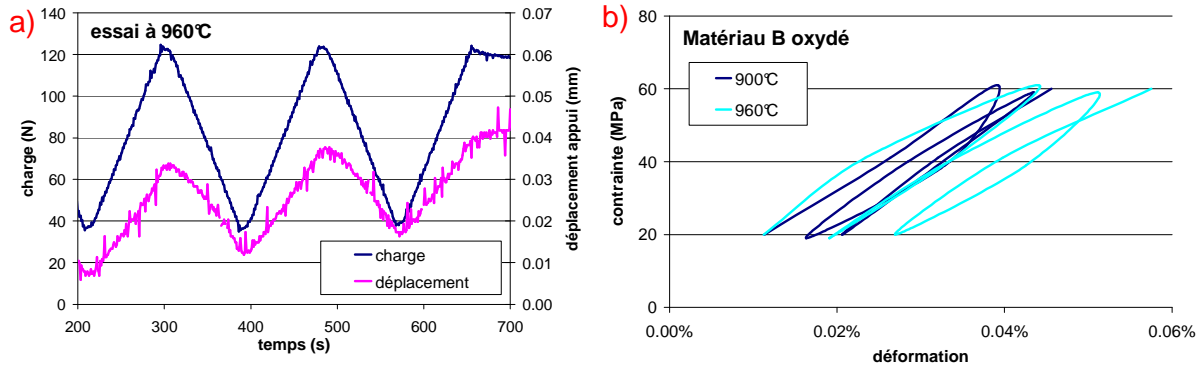 a)
essai à 960°C
charge (N)
140
120
100
80
60
40
20
0
0.07
0.06
0.05
0.04
0.03
0.02
0.01
0.00
déplacement appui (mm)
charge
déplacement
200
300
400
500
600
700
temps (s)
b)
Matériau B oxydé
900°C
960°C
contrainte (MPa)
80
60
40
20
0
0.00%
0.02%
0.04%
0.06%
déformation